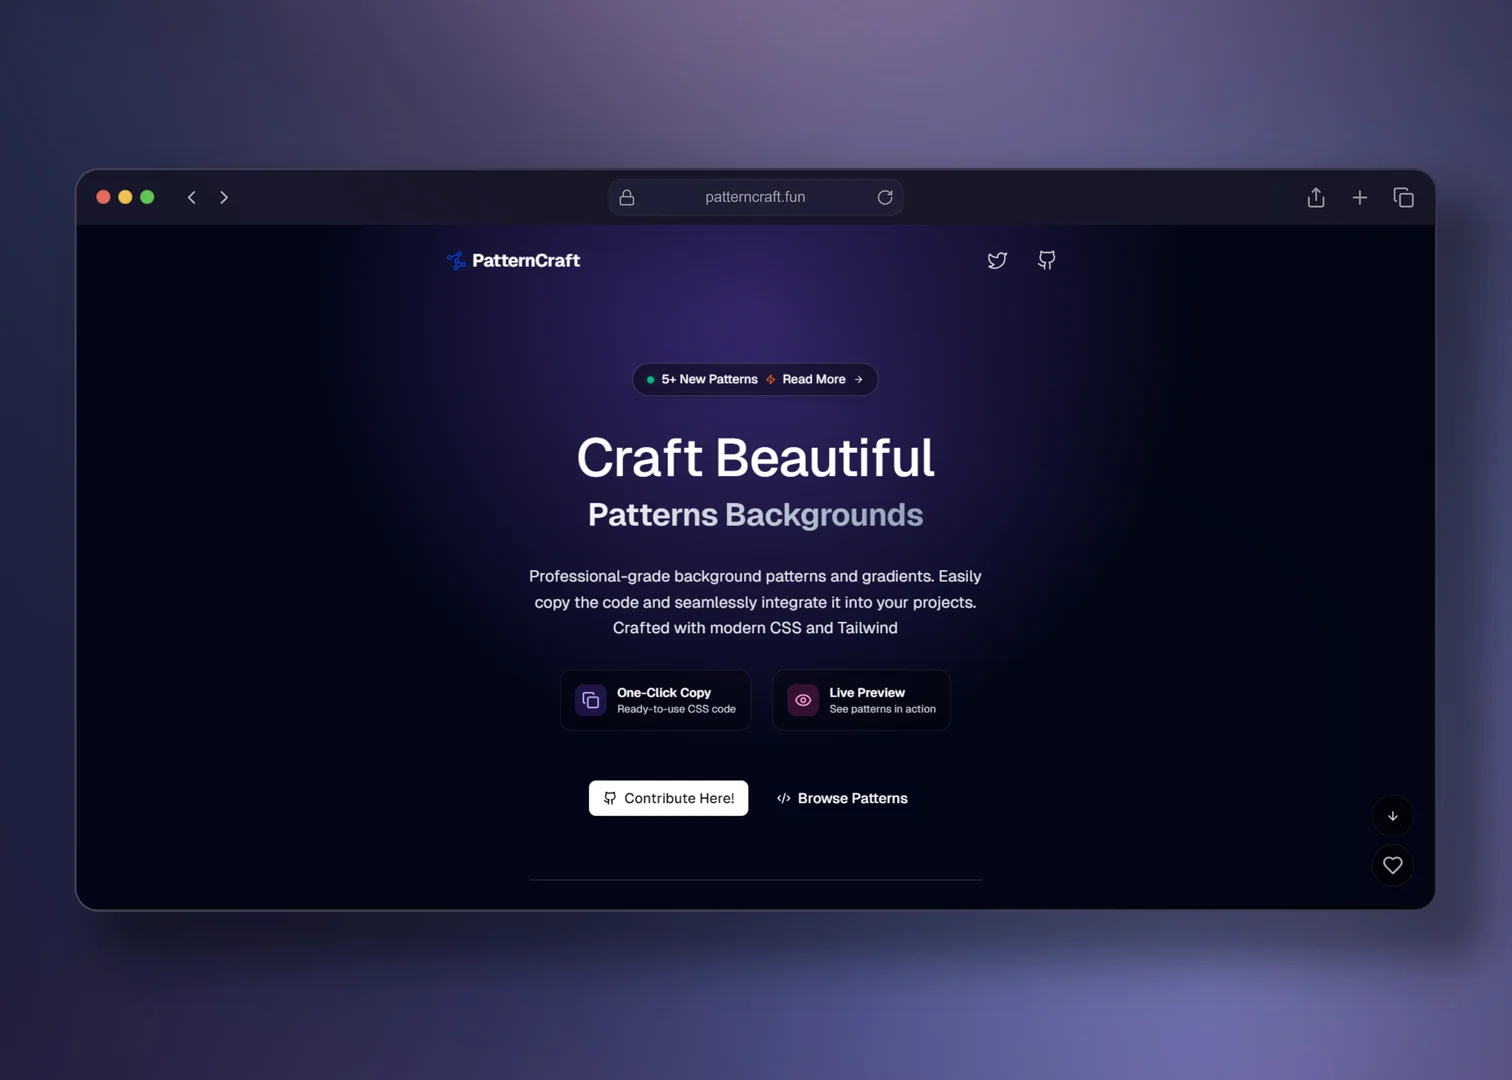 patterncraft.fun
PatternCraft
5+ New Patterns Read More →
Craft Beautiful
Patterns Backgrounds
Professional-grade background patterns and gradients. Easily
copy the code and seamlessly integrate it into your projects.
Crafted with modern CSS and Tailwind
One-Click Copy
Ready-to-use CSS code
Live Preview
See patterns in action
Contribute Here!
Browse Patterns